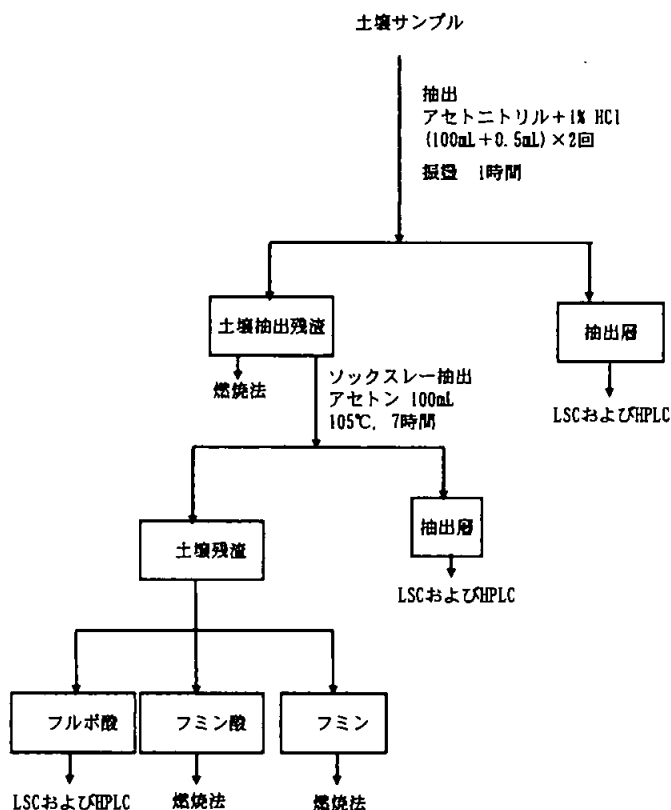 土壌サンプル
抽出
アセトニトリル+1% HCl
(100mL+0.5mL)×2回
振盪 1時間
土壌抽出残渣
抽出層
燃焼法
ソックスレー抽出
アセトン 100mL
105℃, 7時間
LSCおよびHPLC
土壌残渣
抽出層
LSCおよびHPLC
フルボ酸
フミン酸
フミン
LSCおよびHPLC
燃焼法
燃焼法